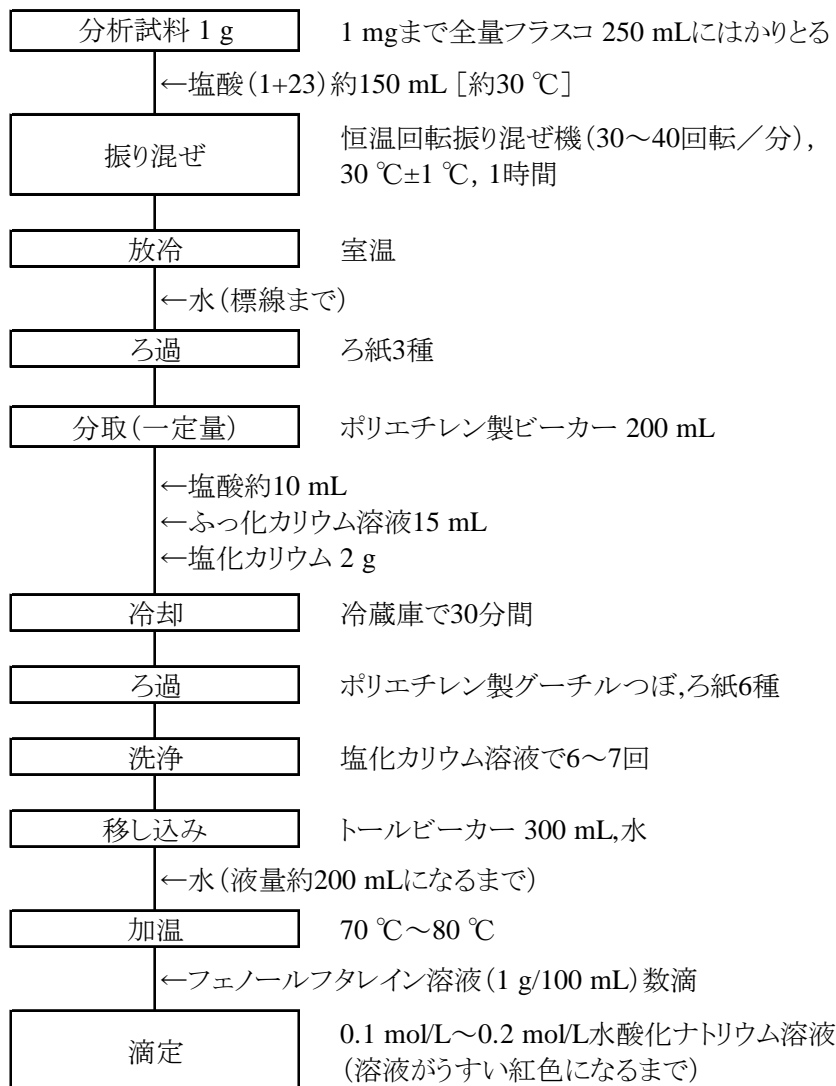 分析試料 1 g
1 mgまで全量フラスコ 250 mLにはかりとる
←塩酸(1+23)約150 mL [約30 ℃]
振り混ぜ
恒温回転振り混ぜ機(30～40回転／分),
30 ℃±1 ℃, 1時間
放冷
室温
←水(標線まで)
ろ過
ろ紙3種
分取(一定量)
ポリエチレン製ビーカー 200 mL
←塩酸約10 mL
←ふっ化カリウム溶液15 mL
←塩化カリウム 2 g
冷却
冷蔵庫で30分間
ろ過
ポリエチレン製グーチルつぼ,ろ紙6種
洗浄
塩化カリウム溶液で6～7回
移し込み
トールビーカー 300 mL,水
←水(液量約200 mLになるまで)
加温
70 ℃～80 ℃
←フェノールフタレイン溶液(1 g/100 mL)数滴
滴定
0.1 mol/L～0.2 mol/L水酸化ナトリウム溶液
(溶液がうすい紅色になるまで)